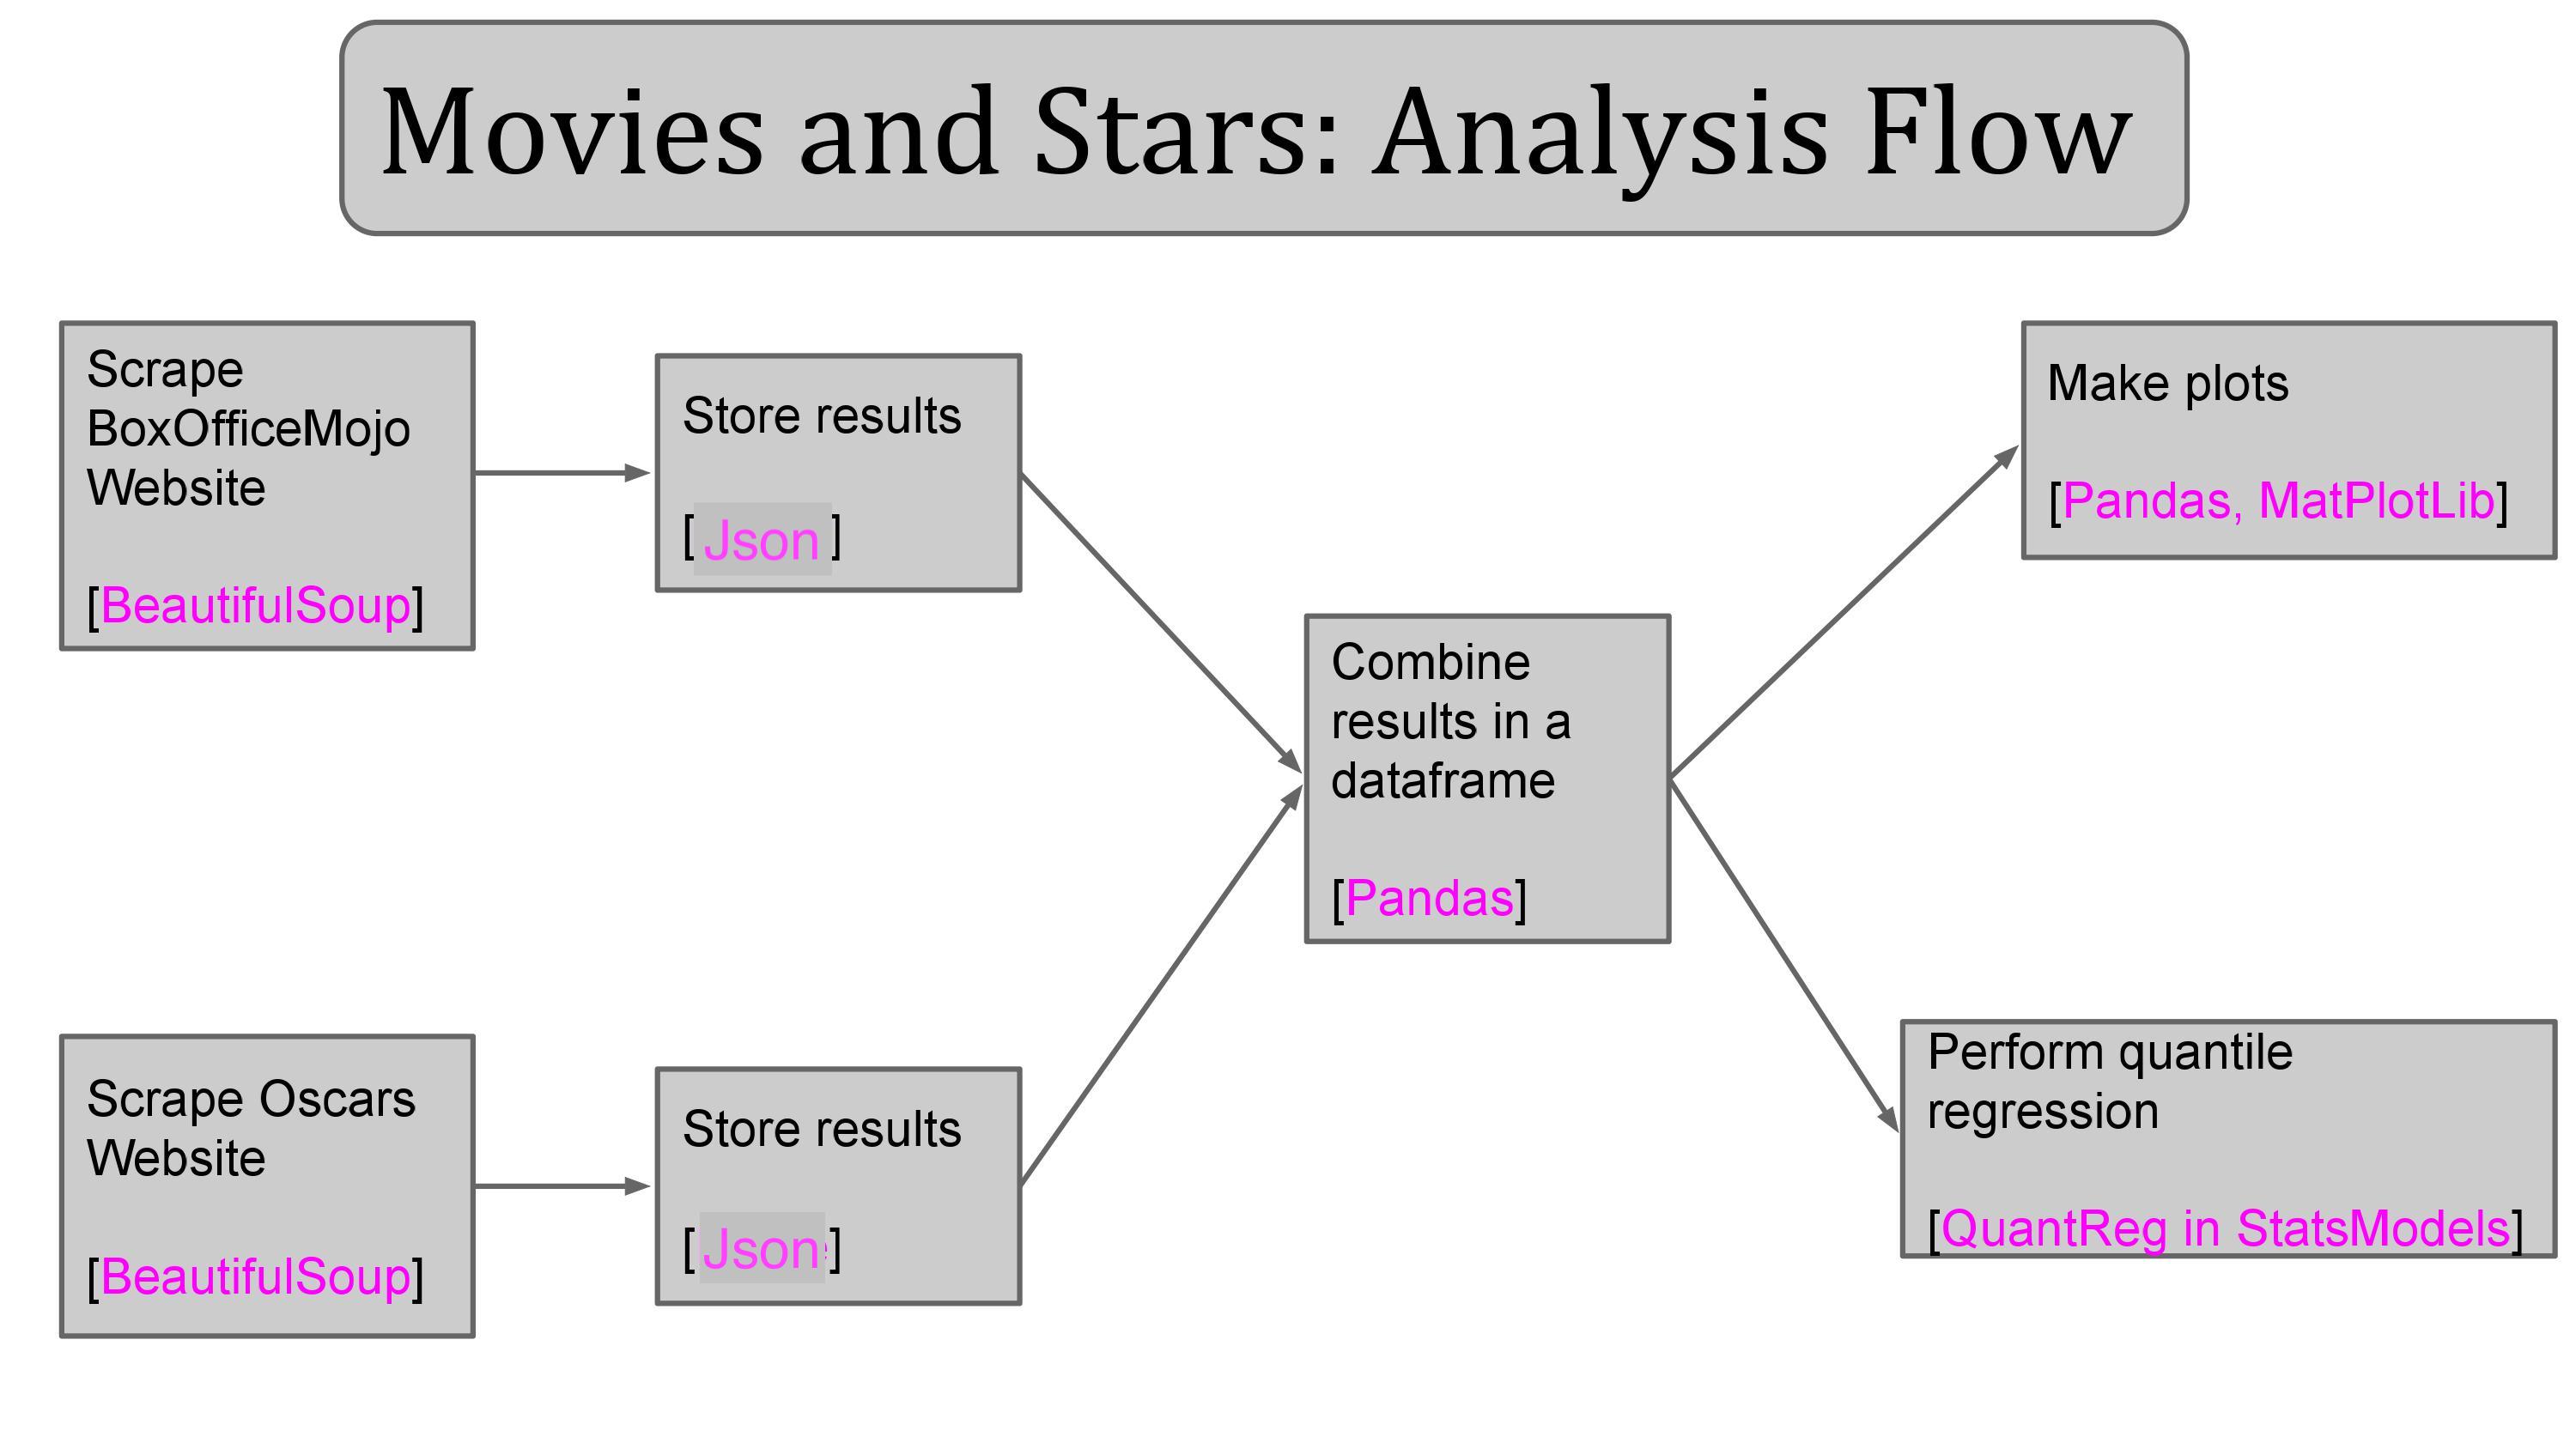 Movies and Stars: Analysis Flow
Scrape
BoxOfficeMojo
Website
[BeautifulSoup]
Store results
[Json]
Scrape Oscars
Website
[BeautifulSoup]
Store results
[Json]
Combine
results in a
dataframe
[Pandas]
Make plots
[Pandas, MatPlotLib]
Perform quantile
regression
[QuantReg in StatsModels]